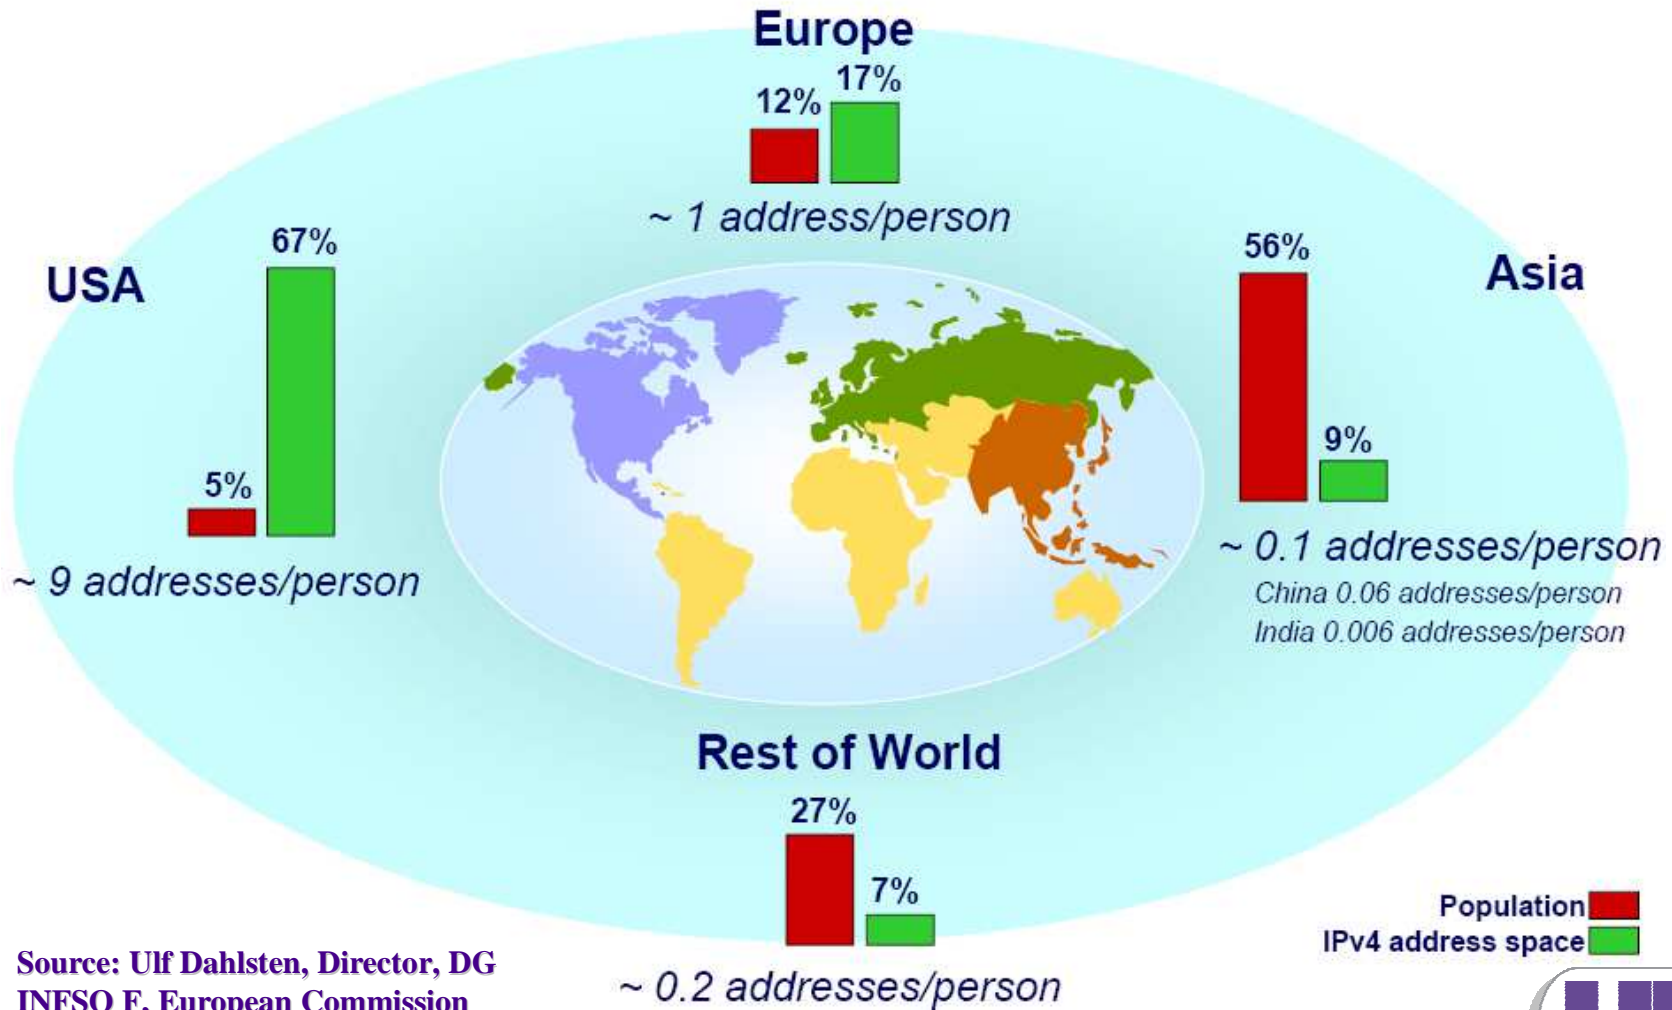 Europe
12%
17%
~ 1 address/person
USA
5%
67%
~ 9 addresses/person
Asia
56%
9%
~ 0.1 addresses/person
China 0.06 addresses/person
India 0.006 addresses/person
Rest of World
27%
7%
~ 0.2 addresses/person
Population
IPv4 address space
Source: Ulf Dahlsten, Director, DG
INFSO F, European Commission